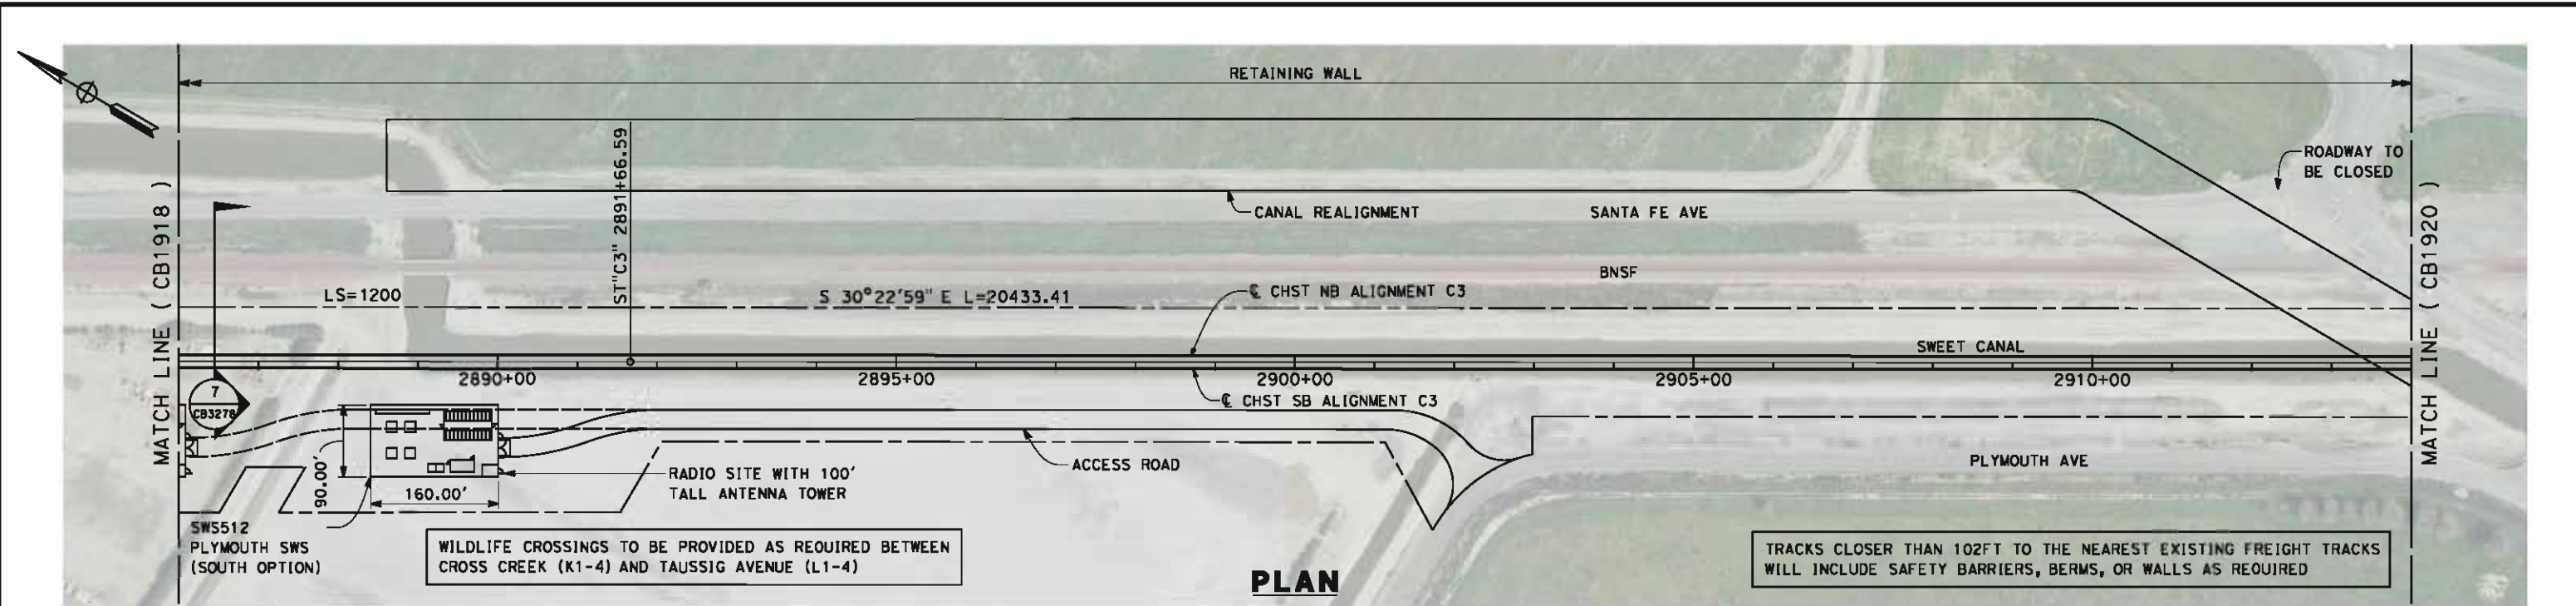 RETAINING WALL
ROADWAY TO
BE CLOSED
MATCH LINE ( CB1918 )
ST"C3" 2891+66.59
CANAL REALIGNMENT
SANTA FE AVE
MATCH LINE ( CB1920 )
BNSF
LS=1200
S 30°22'59" E L=20433.41
℄ CHST NB ALIGNMENT C3
SWEET CANAL
2890+00
2895+00
2900+00
2905+00
2910+00
7
CB3278
℄ CHST SB ALIGNMENT C3
90.00'
160.00'
RADIO SITE WITH 100'
TALL ANTENNA TOWER
ACCESS ROAD
PLYMOUTH AVE
SWS512
PLYMOUTH SWS
(SOUTH OPTION)
WILDLIFE CROSSINGS TO BE PROVIDED AS REQUIRED BETWEEN
CROSS CREEK (K1-4) AND TAUSSIG AVENUE (L1-4)
PLAN
TRACKS CLOSER THAN 102FT TO THE NEAREST EXISTING FREIGHT TRACKS
WILL INCLUDE SAFETY BARRIERS, BERMS, OR WALLS AS REQUIRED